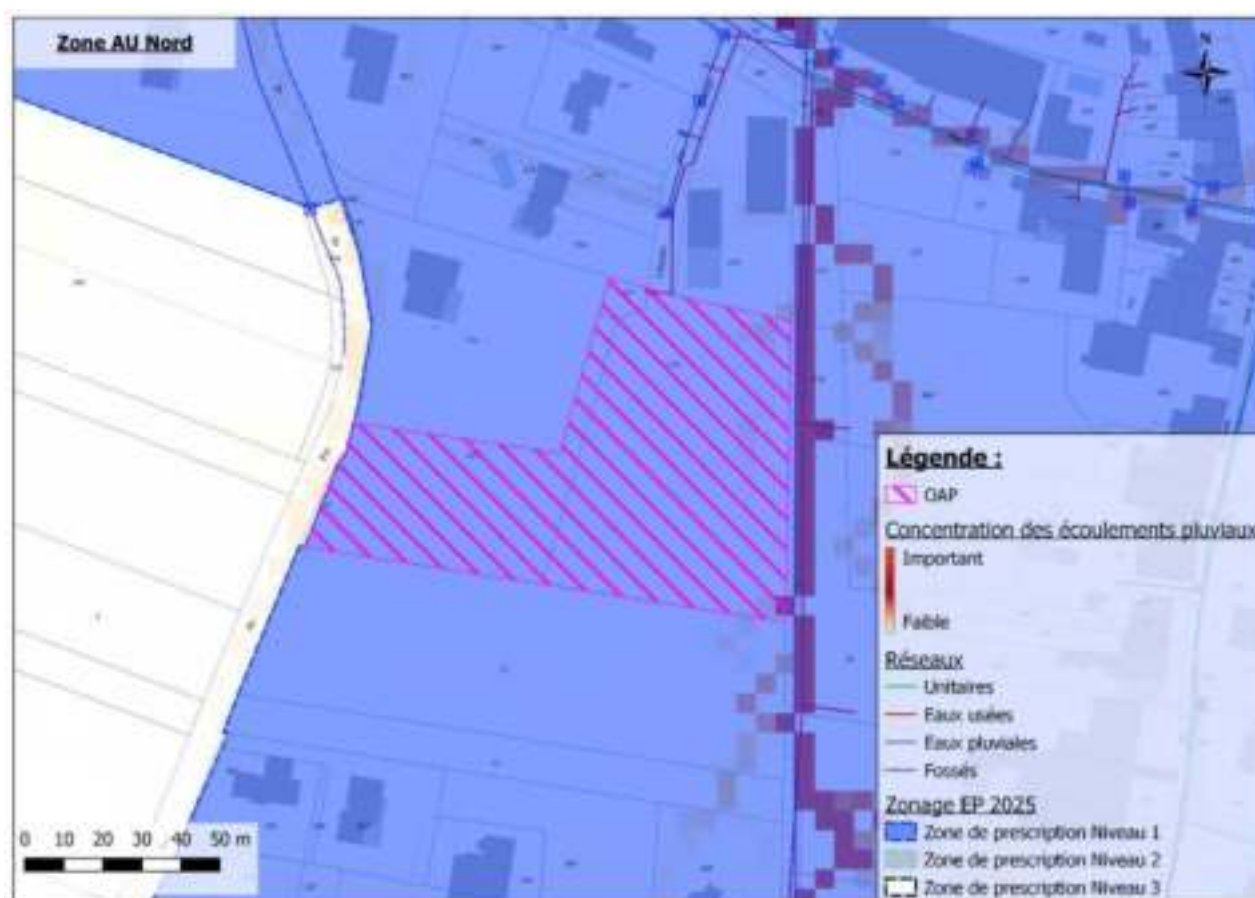 Zone AU Nord
N
Légende :
OAP
Concentration des écoulements pluviaux
Important
Faible
Réseaux
Unitaires
Eaux usées
Eaux pluviales
Fossés
Zonage EP 2025
Zone de prescription Niveau 1
Zone de prescription Niveau 2
Zone de prescription Niveau 3
0 10 20 30 40 50 m